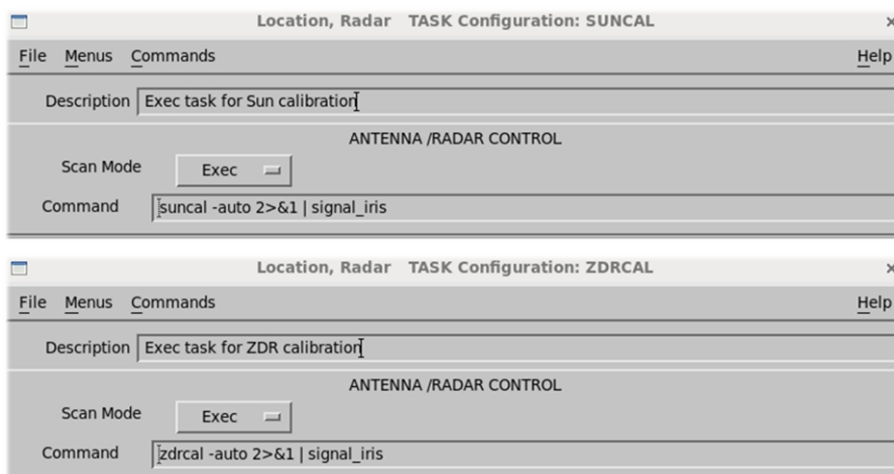 Location, Radar TASK Configuration: SUNCAL
File Menus Commands Help
Description Exec task for Sun calibration
ANTENNA /RADAR CONTROL
Scan Mode Exec
Command suncal -auto 2>&1 | signal_iris
Location, Radar TASK Configuration: ZDRCAL
File Menus Commands Help
Description Exec task for ZDR calibration
ANTENNA /RADAR CONTROL
Scan Mode Exec
Command zdrcal -auto 2>&1 | signal_iris